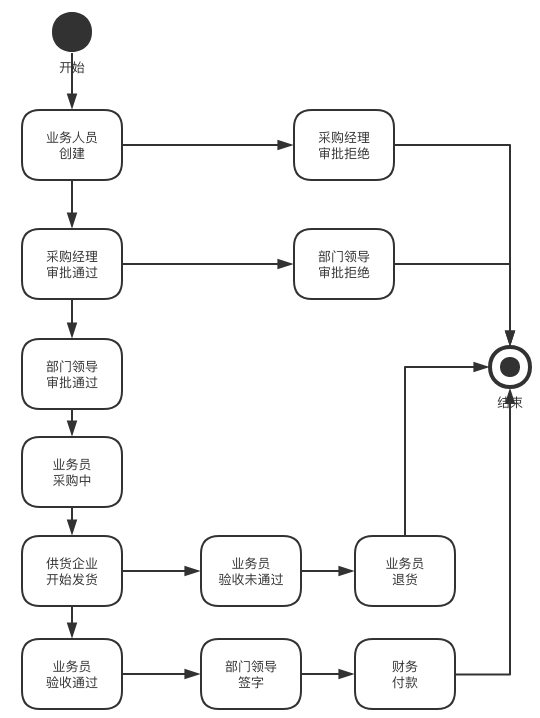 开始
业务人员
创建
采购经理
审批拒绝
采购经理
审批通过
部门领导
审批拒绝
部门领导
审批通过
结束
业务员
采购中
供货企业
开始发货
业务员
验收未通过
业务员
退货
业务员
验收通过
部门领导
签字
财务
付款